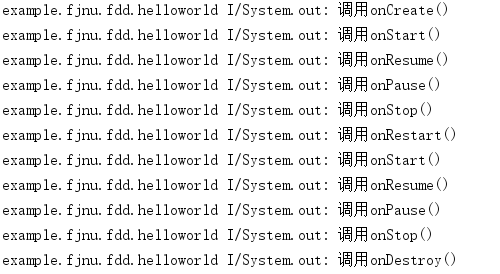 example.fjnu.fdd.helloworld I/System.out: 调用onCreate()
example.fjnu.fdd.helloworld I/System.out: 调用onStart()
example.fjnu.fdd.helloworld I/System.out: 调用onResume()
example.fjnu.fdd.helloworld I/System.out: 调用onPause()
example.fjnu.fdd.helloworld I/System.out: 调用onStop()
example.fjnu.fdd.helloworld I/System.out: 调用onRestart()
example.fjnu.fdd.helloworld I/System.out: 调用onStart()
example.fjnu.fdd.helloworld I/System.out: 调用onResume()
example.fjnu.fdd.helloworld I/System.out: 调用onPause()
example.fjnu.fdd.helloworld I/System.out: 调用onStop()
example.fjnu.fdd.helloworld I/System.out: 调用onDestroy()